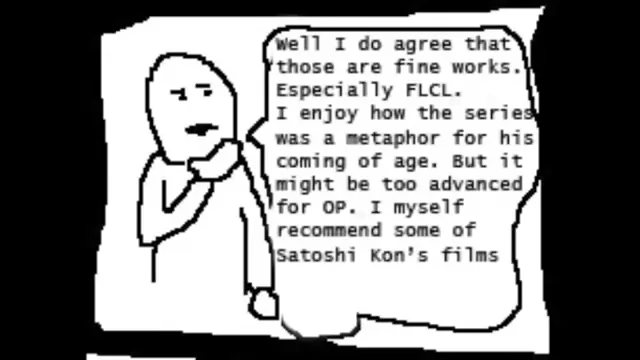 Well I do agree that
those are fine works.
Especially FLCL.
I enjoy how the series
was a metaphor for his
coming of age. But it
might be too advanced
for OP. I myself
recommend some of
Satoshi Kon's films